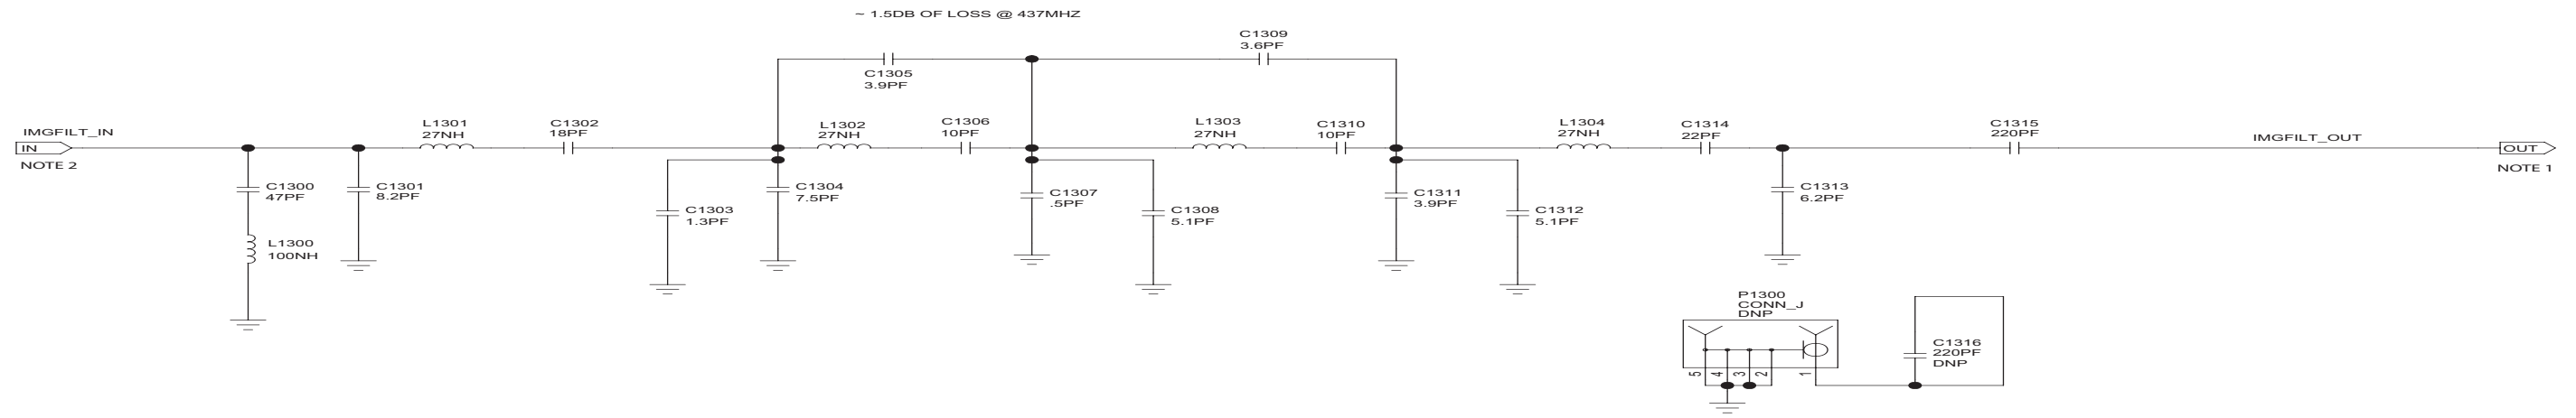 ~ 1.5DB OF LOSS @ 437MHZ
C1309
3.6PF
C1305
3.9PF
IMGFILT_IN
IN
NOTE 2
L1301
27NH
C1302
18PF
L1302
27NH
C1306
10PF
L1303
27NH
C1310
10PF
L1304
27NH
C1314
22PF
C1315
220PF
IMGFILT_OUT
OUT
NOTE 1
C1300
47PF
C1301
8.2PF
C1303
1.3PF
C1304
7.5PF
C1307
.5PF
C1308
5.1PF
C1311
3.9PF
C1312
5.1PF
C1313
6.2PF
L1300
100NH
P1300
CONN_J
DNP
5 4 3 2 1
C1316
220PF
DNP